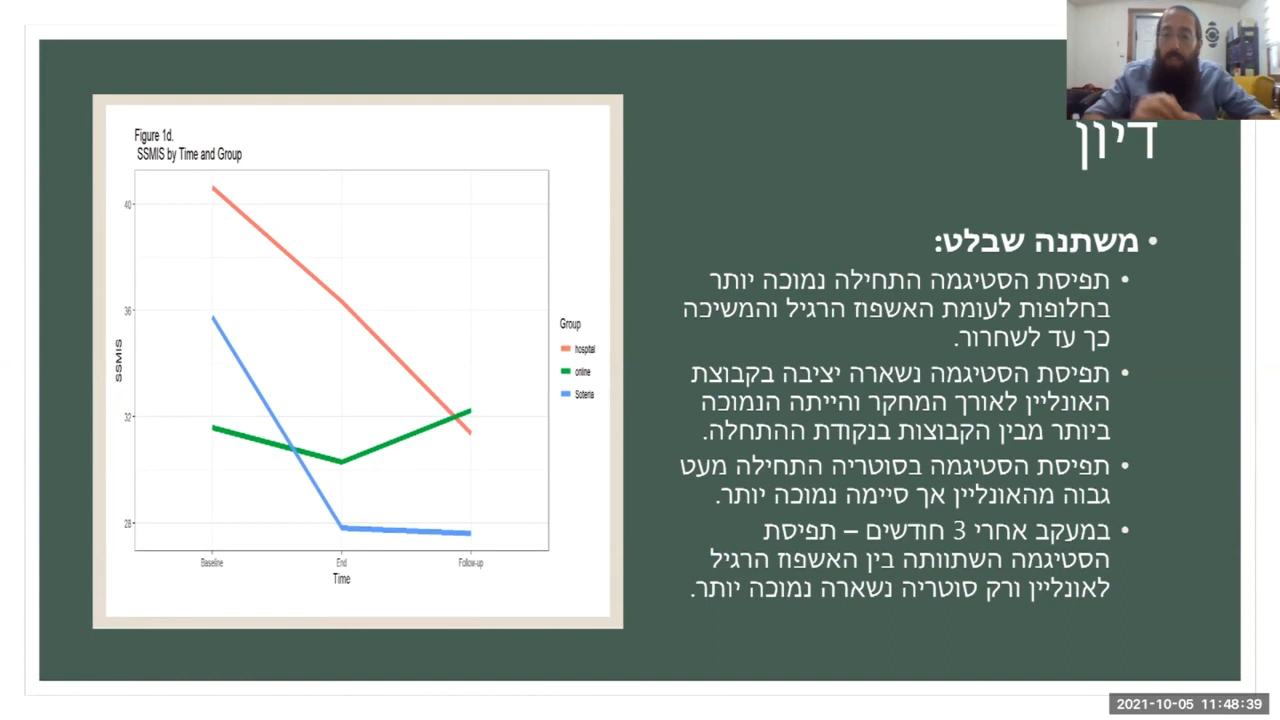 דיון
• משתנה שבלט:
• תפיסת הסטיגמה התחילה נמוכה יותר
בחלופות לעומת האשפוז הרגיל והמשיכה
כך עד לשחרור.
• תפיסת הסטיגמה נשארה יציבה בקבוצת
האונליין לאורך המחקר והייתה הנמוכה
ביותר מבין הקבוצות בנקודת ההתחלה.
• תפיסת הסטיגמה בסוטריה התחילה מעט
גבוה מהאונליין אך סיימה נמוכה יותר.
• במעקב אחרי 3 חודשים – תפיסת
הסטיגמה השתוותה בין האשפוז הרגיל
לאונליין ורק סוטריה נשארה נמוכה יותר.
Figure 1d.
SSMIS by Time and Group
SSMIS
40
36
32
28
Baseline End Follow-up
Time
Group
hospital
online
Soteria
2021-10-05 11:48:39